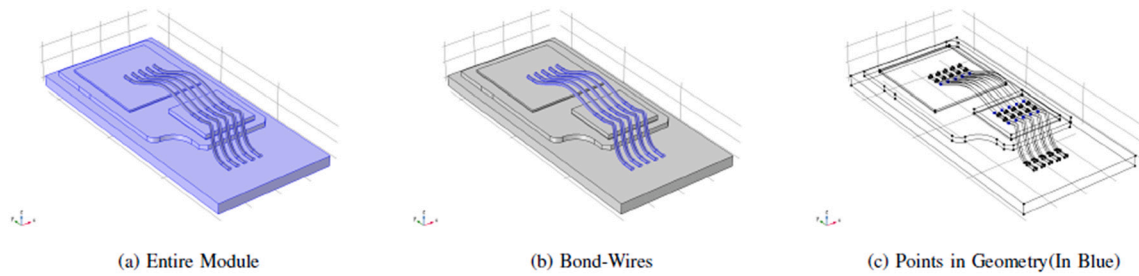 (a) Entire Module
(b) Bond-Wires
(c) Points in Geometry(In Blue)